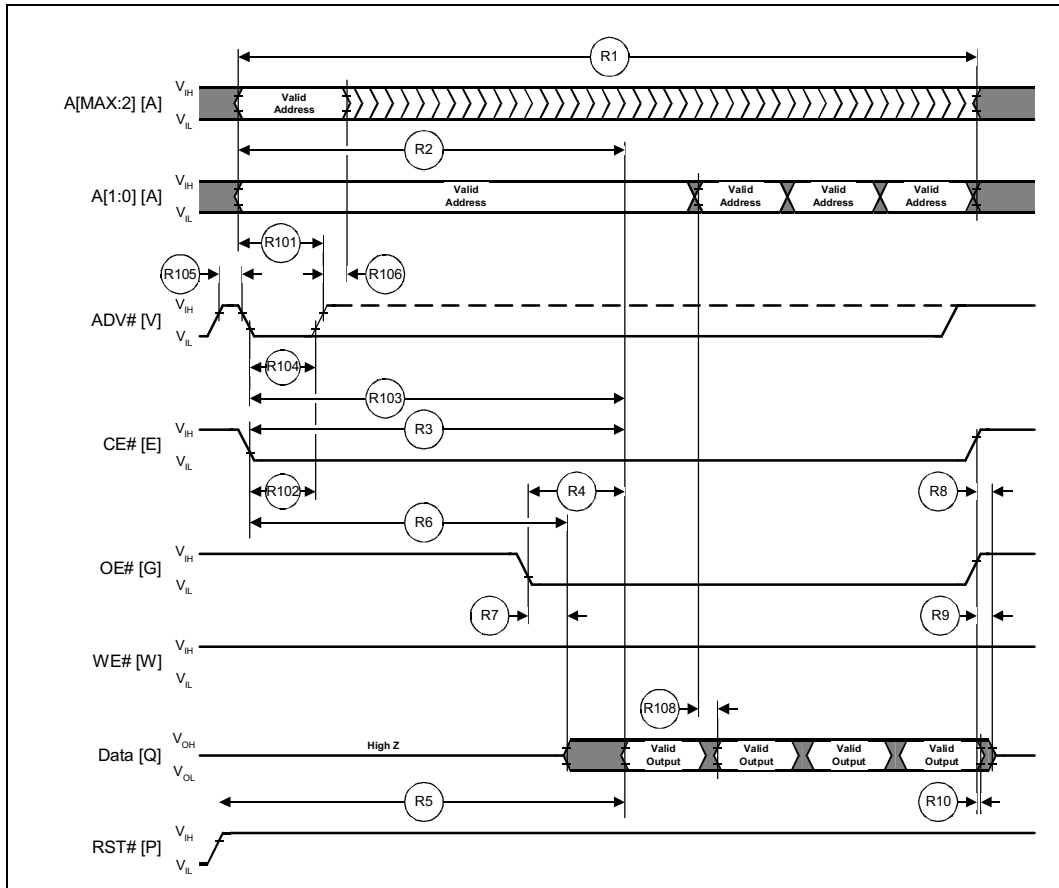 R1
V_IH
A[MAX:2] [A]
Valid
Address
V_IL
R2
V_IH
A[1:0] [A]
Valid
Address
Valid
Address
Valid
Address
Valid
Address
V_IL
R101
R105
R106
V_IH
ADV# [V]
V_IL
R104
R103
R3
V_IH
CE# [E]
V_IL
R102
R4
R8
R6
V_IH
OE# [G]
V_IL
R7
R9
V_IH
WE# [W]
V_IL
R108
V_OH
Data [Q]
High Z
Valid
Output
Valid
Output
Valid
Output
Valid
Output
V_OL
R5
R10
V_IH
RST# [P]
V_IL